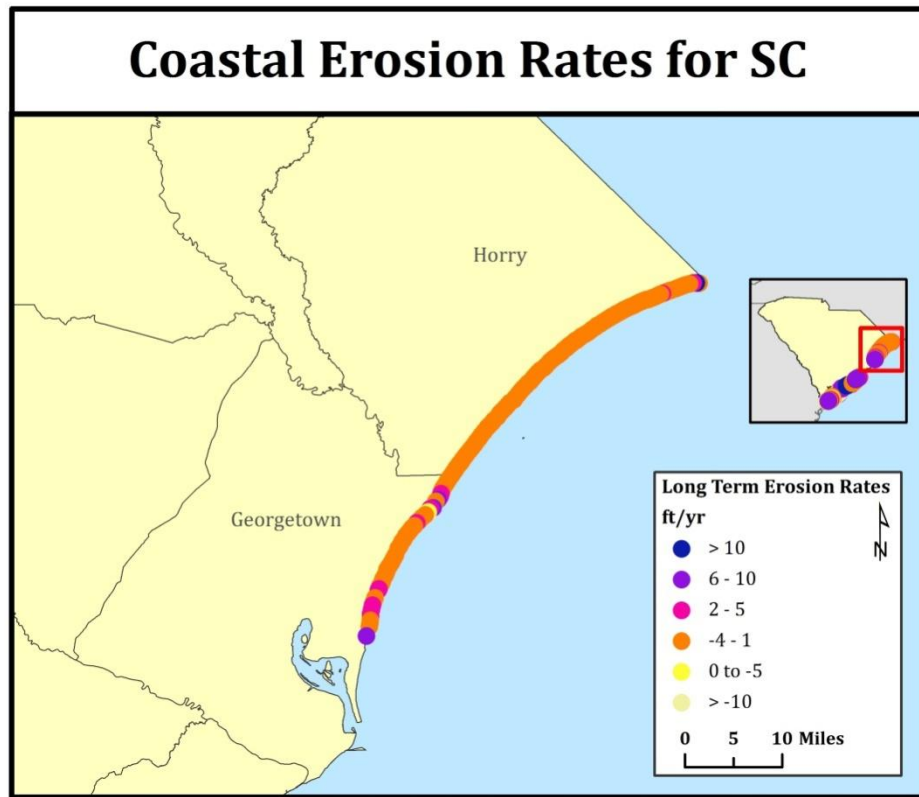 Coastal Erosion Rates for SC
Horry
Georgetown
Long Term Erosion Rates
ft/yr
> 10
6 - 10
2 - 5
-4 - 1
0 to -5
> -10
N
0 5 10 Miles